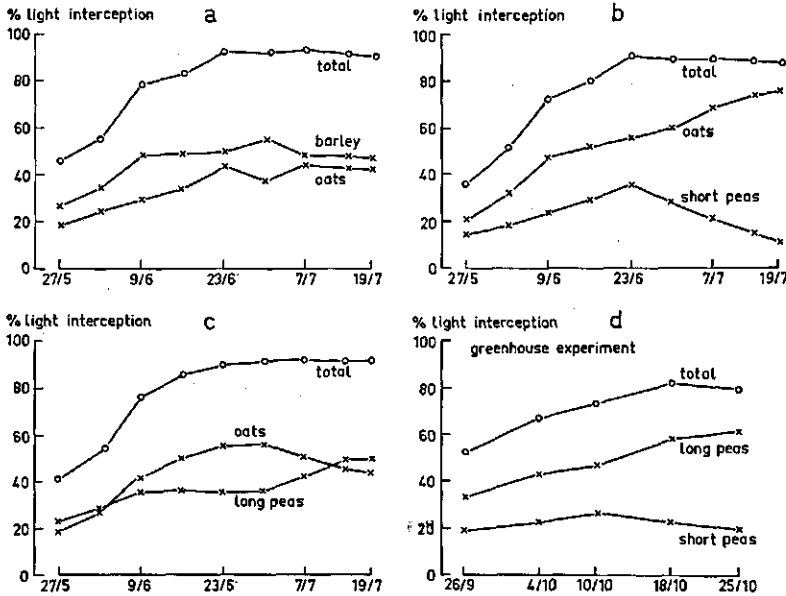 % light interception
a
100
80
60
40
20
0
total
barley
oats
27/5
9/6
23/6
7/7
19/7
% light interception
b
100
80
60
40
20
0
total
oats
short peas
27/5
9/6
23/6
7/7
19/7
% light interception
c
100
80
60
40
20
0
total
oats
long peas
27/5
9/6
23/6
7/7
19/7
% light interception
d
greenhouse experiment
100
80
60
40
20
0
total
long peas
short peas
26/9
4/10
10/10
18/10
25/10